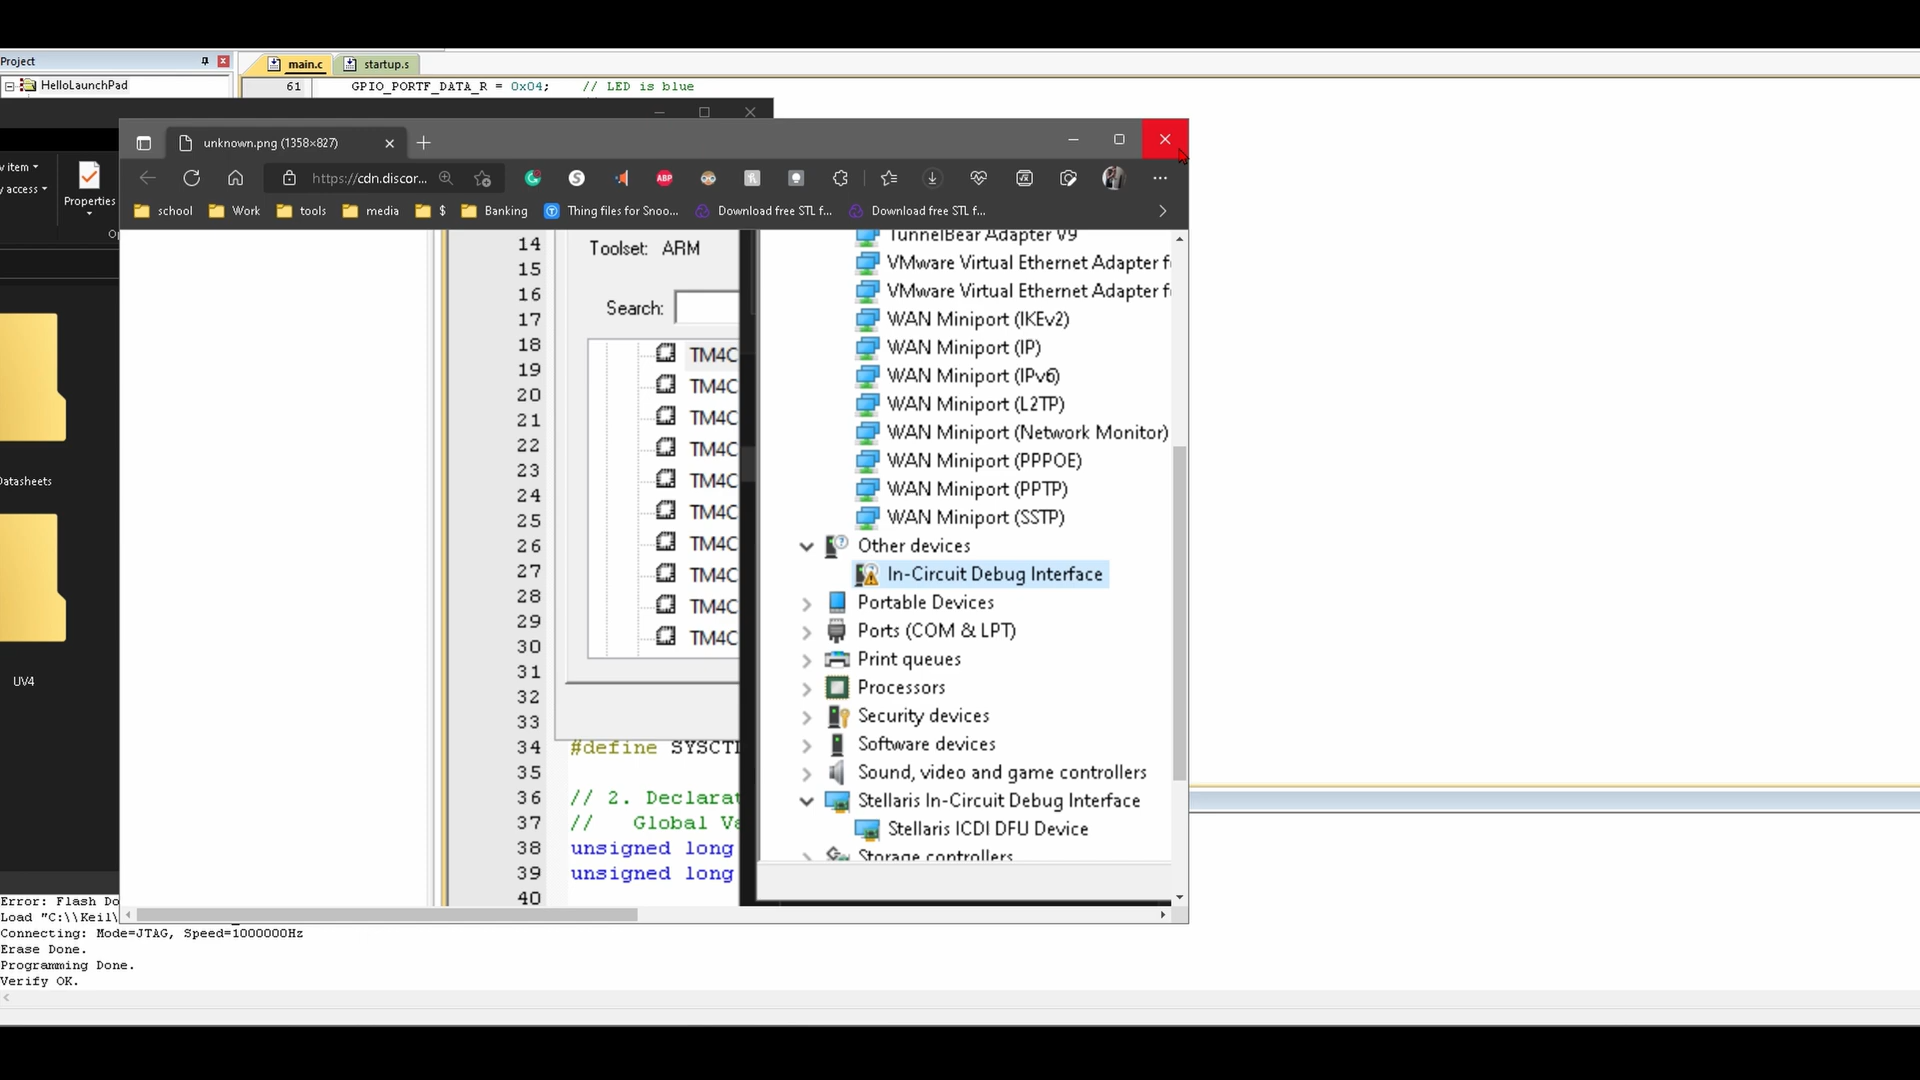 Project
main.c
startup.s
HelloLaunchPad
61 GPIO_PORTF_DATA_R = 0x04; // LED is blue
unknown.png (1358×827)
https://cdn.discor...
ABP
item
access
Properties
school
Work
tools
media
$
Banking
Thing files for Snoo...
Download free STL f...
Download free STL f...
Datasheets
UV4
14
15
16
17
18
19
20
21
22
23
24
25
26
27
28
29
30
31
32
33
34 #define
35
36 // 2.
37 // Global
38 unsigned long
39 unsigned long
40
Toolset: ARM
Search:
TM4C
TM4C
TM4C
TM4C
TM4C
TM4C
TM4C
TM4C
TM4C
TM4C
TunnelBear Adapter V9
VMware Virtual Ethernet Adapter
VMware Virtual Ethernet Adapter
WAN Miniport (IKEv2)
WAN Miniport (IP)
WAN Miniport (IPv6)
WAN Miniport (L2TP)
WAN Miniport (Network Monitor)
WAN Miniport (PPPOE)
WAN Miniport (PPTP)
WAN Miniport (SSTP)
Other devices
In-Circuit Debug Interface
Portable Devices
Ports (COM & LPT)
Print queues
Processors
Security devices
Software devices
Sound, video and game controllers
Stellaris In-Circuit Debug Interface
Stellaris ICDI DFU Device
Storage controllers
Error: Flash Do
Load "C:\\Keil\
Connecting: Mode=JTAG, Speed=1000000Hz
Erase Done.
Programming Done.
Verify OK.